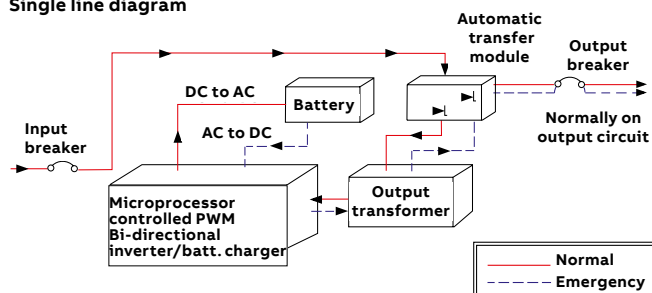 Single line diagram
Automatic
transfer
module
Output
breaker
DC to AC
Battery
AC to DC
Input
breaker
Normally on
output circuit
Microprocessor
controlled PWM
Bi-directional
inverter/batt. charger
Output
transformer
Normal
Emergency